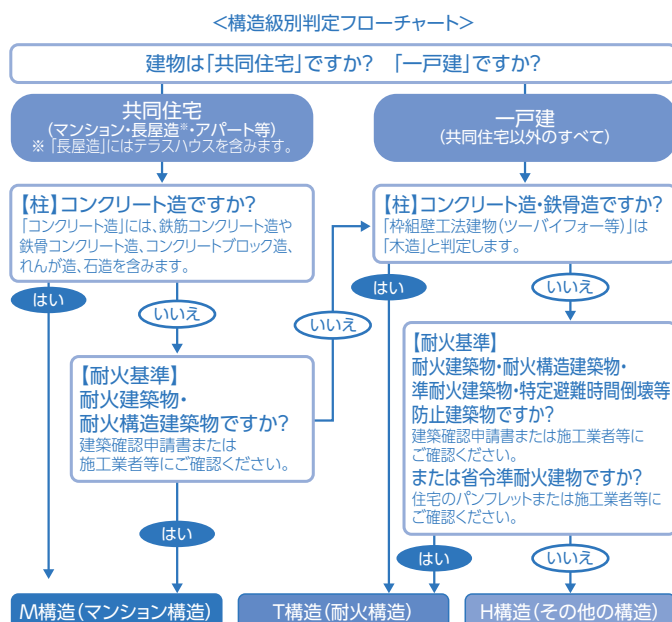 <構造級別判定フローチャート>
建物は「共同住宅」ですか? 「一戸建」ですか?
共同住宅
(マンション・長屋造※・アパート等)
※「長屋造」にはテラスハウスを含みます。
一戸建
(共同住宅以外のすべて)
【柱】コンクリート造ですか?
「コンクリート造」には、鉄筋コンクリート造や
鉄骨コンクリート造、コンクリートブロック造、
れんが造、石造を含みます。
【柱】コンクリート造・鉄骨造ですか?
「枠組壁工法建物(ツーバイフォー等)」は
「木造」と判定します。
はい
いいえ
いいえ
はい
いいえ
【耐火基準】
耐火建築物・
耐火構造建築物ですか?
建築確認申請書または
施工業者等にご確認ください。
【耐火基準】
耐火建築物・耐火構造建築物・
準耐火建築物・特定避難時間倒壊等
防止建築物ですか?
建築確認申請書または施工業者等に
ご確認ください。
または省令準耐火建物ですか?
住宅のパンフレットまたは施工業者等に
ご確認ください。
はい
はい
いいえ
M構造(マンション構造)
T構造(耐火構造)
H構造(その他の構造)